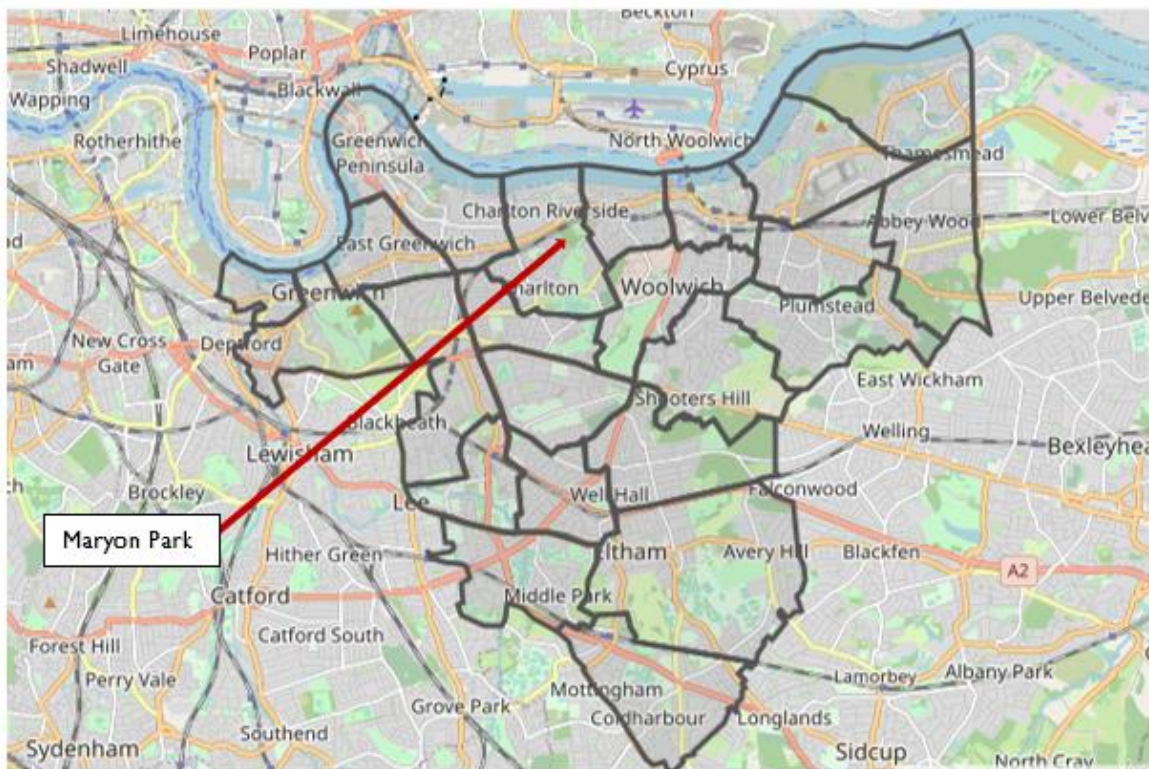 Beckton
Limehouse
Poplar
Shadwell
Cyprus
Blackwall
Wapping
Rotherhithe
Greenwich
Peninsula
North Woolwich
Thamesmead
Charlton Riverside
Abbey Wood
Lower Belv
East Greenwich
Greenwich
Charlton
Woolwich
Plumstead
Upper Belvede
New Cross
Gate
Deptford
am
East Wickham
Shooters Hill
Blackheath
Welling
Bexleyhea
Lewisham
Brockley
Lee
Well Hall
Falconwood
Maryon Park
Hither Green
Eltham
Avery Hill
Blackfen
A2
Catford
Middle Park
Catford South
Forest Hill
Perry Vale
Lamorbey
Albany Park
Mottingham
Grove Park
Coldharbour
Longlands
Southend
Sydenham
Sidcup
North Cray